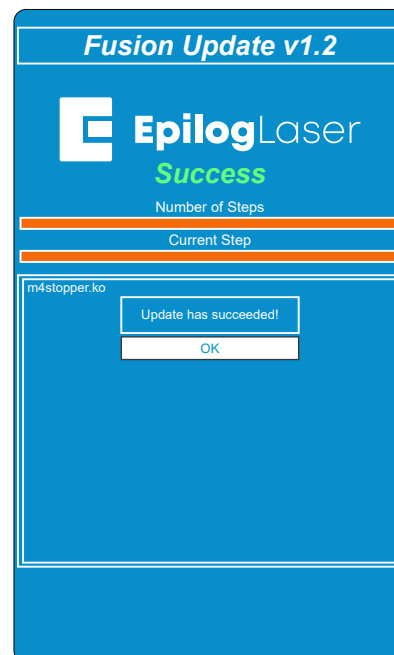 Fusion Update v1.2
EpilogLaser
Success
Number of Steps
Current Step
m4stopper.ko
Update has succeeded!
OK